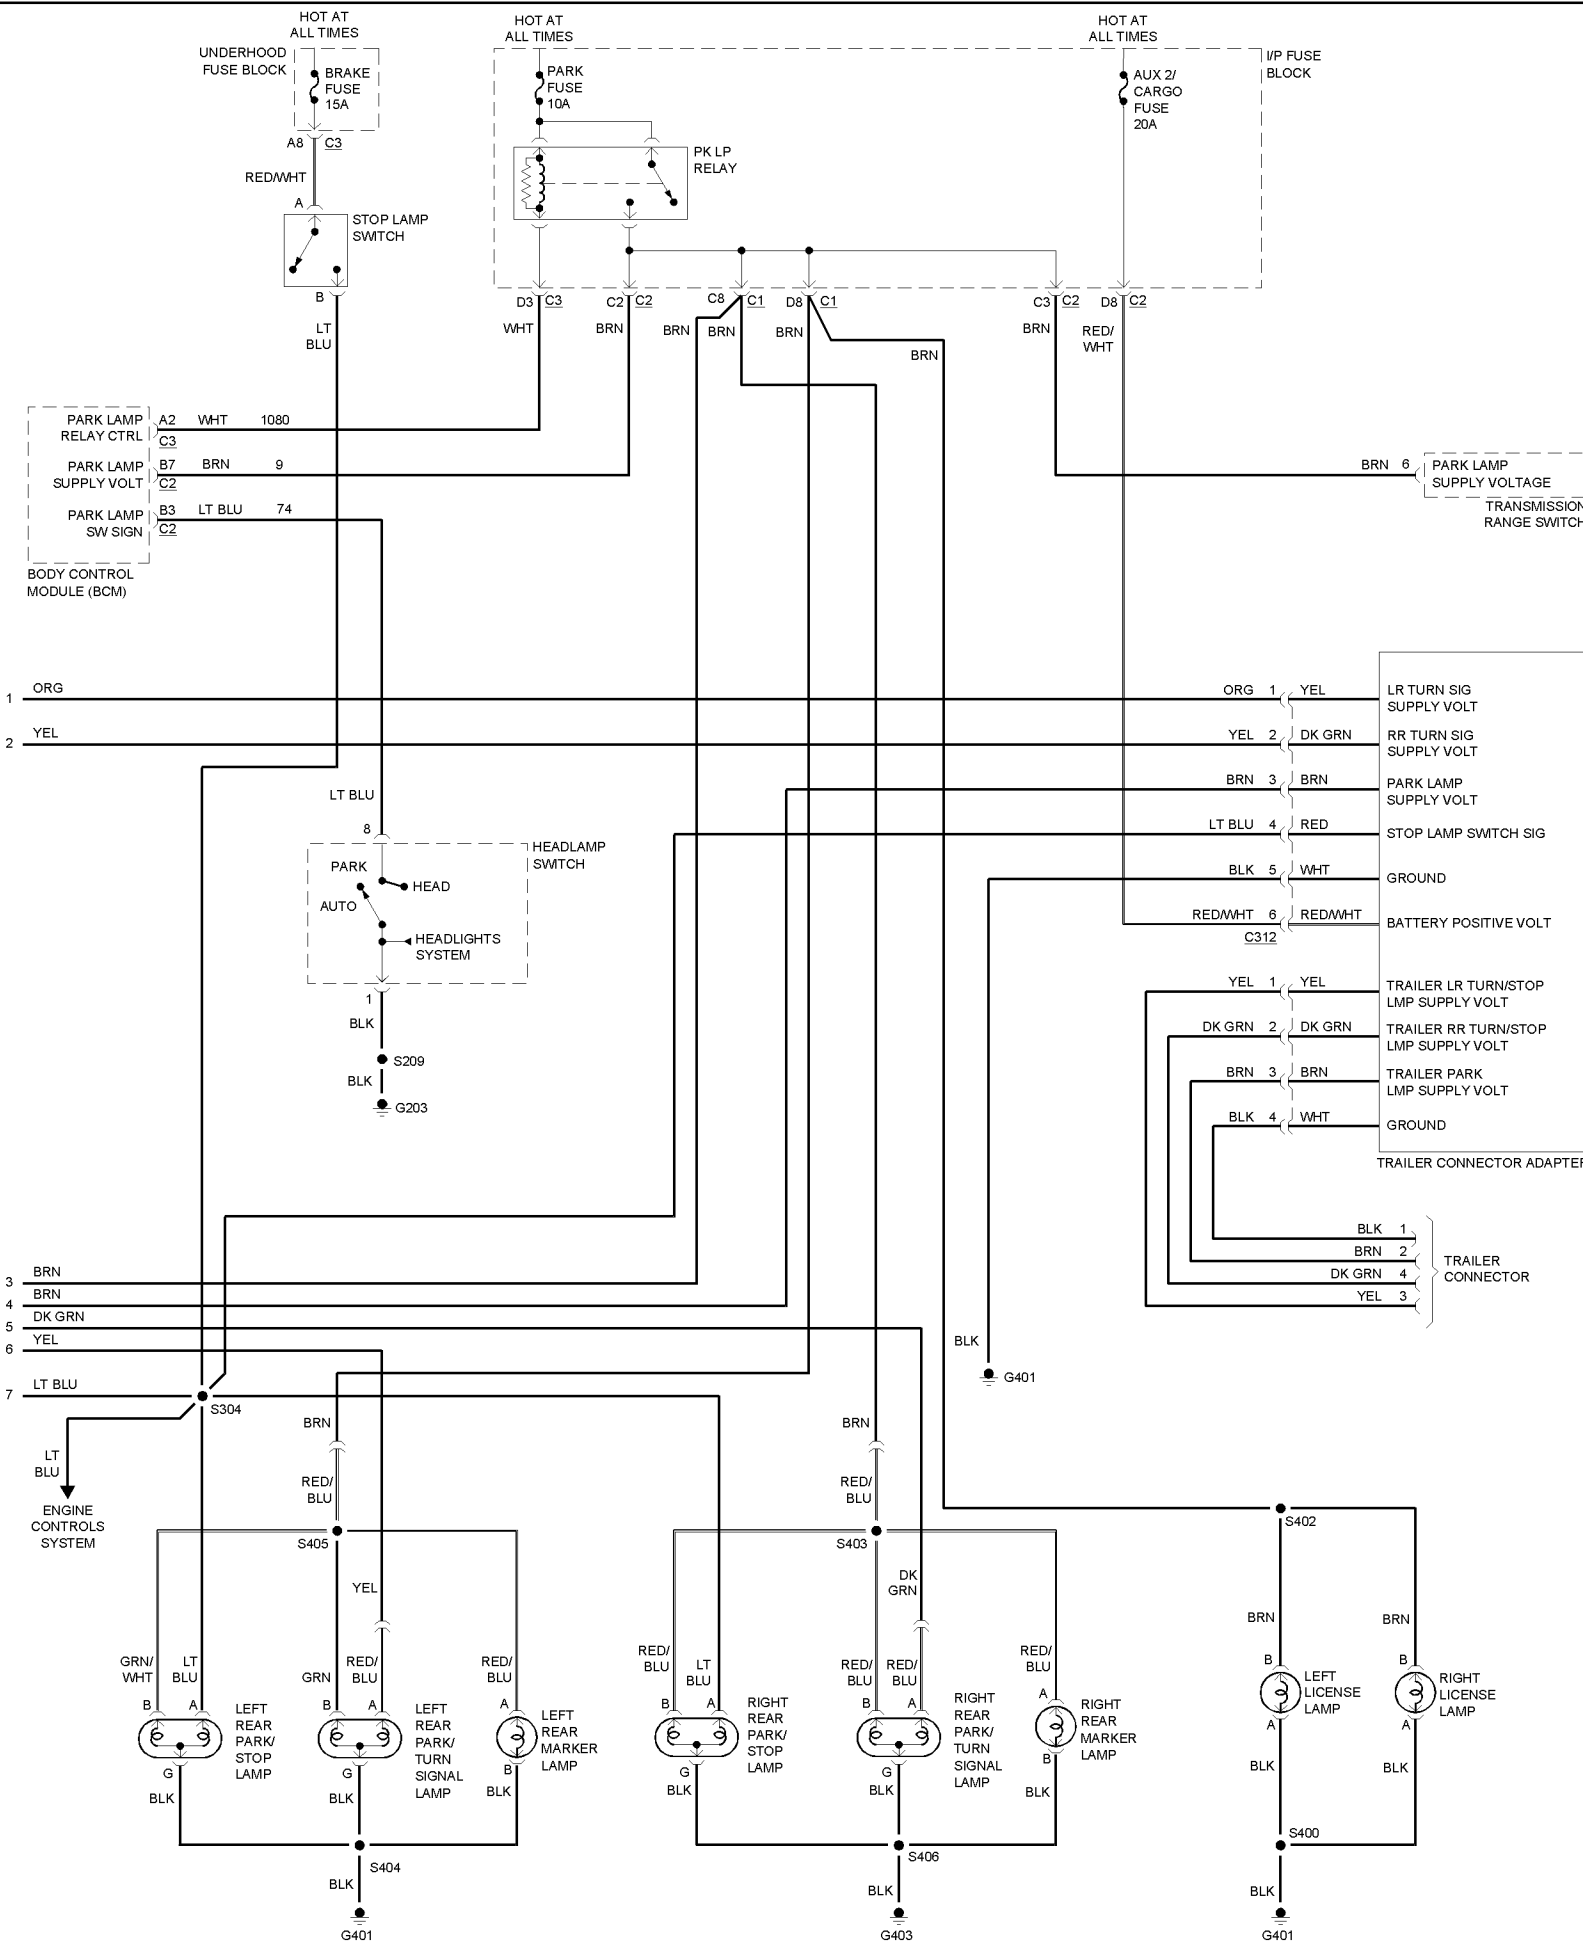 HOT AT
ALL TIMES
HOT AT
ALL TIMES
HOT AT
ALL TIMES
UNDERHOOD
FUSE BLOCK
BRAKE
FUSE
15A
PARK
FUSE
10A
AUX 2/
CARGO
FUSE
20A
I/P FUSE
BLOCK
A8 C3
RED/WHT
PK LP
RELAY
A
STOP LAMP
SWITCH
B
LT
BLU
D3 C3
WHT
C2 C2
BRN
C8 C1
BRN BRN
D8 C1
BRN
BRN
C3 C2
BRN
D8 C2
RED/
WHT
PARK LAMP
RELAY CTRL
A2 WHT 1080
C3
PARK LAMP
SUPPLY VOLT
B7 BRN 9
C2
PARK LAMP
SW SIGN
B3 LT BLU 74
C2
BODY CONTROL
MODULE (BCM)
BRN 6
PARK LAMP
SUPPLY VOLTAGE
TRANSMISSION
RANGE SWITCH
1 ORG
ORG 1 YEL
LR TURN SIG
SUPPLY VOLT
2 YEL
YEL 2 DK GRN
RR TURN SIG
SUPPLY VOLT
BRN 3 BRN
PARK LAMP
SUPPLY VOLT
LT BLU
8
LT BLU 4 RED
STOP LAMP SWITCH SIG
HEADLAMP
SWITCH
PARK
HEAD
AUTO
HEADLIGHTS
SYSTEM
BLK 5 WHT
GROUND
RED/WHT 6 RED/WHT
BATTERY POSITIVE VOLT
C312
1
BLK
S209
BLK
G203
YEL 1 YEL
TRAILER LR TURN/STOP
LMP SUPPLY VOLT
DK GRN 2 DK GRN
TRAILER RR TURN/STOP
LMP SUPPLY VOLT
BRN 3 BRN
TRAILER PARK
LMP SUPPLY VOLT
BLK 4 WHT
GROUND
TRAILER CONNECTOR ADAPTER
BLK 1
BRN 2
DK GRN 4
YEL 3
TRAILER
CONNECTOR
3 BRN
4 BRN
5 DK GRN
6 YEL
7 LT BLU
S304
BLK
G401
LT
BLU
ENGINE
CONTROLS
SYSTEM
BRN
RED/
BLU
S405
YEL
BRN
RED/
BLU
S403
DK
GRN
S402
GRN/
WHT
LT
BLU
GRN
RED/
BLU
RED/
BLU
RED/
BLU
LT
BLU
RED/
BLU
RED/
BLU
RED/
BLU
BRN
BRN
B A
LEFT
REAR
PARK/
STOP
LAMP
G
BLK
B A
LEFT
REAR
PARK/
TURN
SIGNAL
LAMP
G
BLK
A
LEFT
REAR
MARKER
LAMP
B
BLK
B A
RIGHT
REAR
PARK/
STOP
LAMP
G
BLK
B A
RIGHT
REAR
PARK/
TURN
SIGNAL
LAMP
G
BLK
A
RIGHT
REAR
MARKER
LAMP
B
BLK
B
LEFT
LICENSE
LAMP
A
BLK
B
RIGHT
LICENSE
LAMP
A
BLK
S404
BLK
G401
S406
BLK
G403
S400
BLK
G401